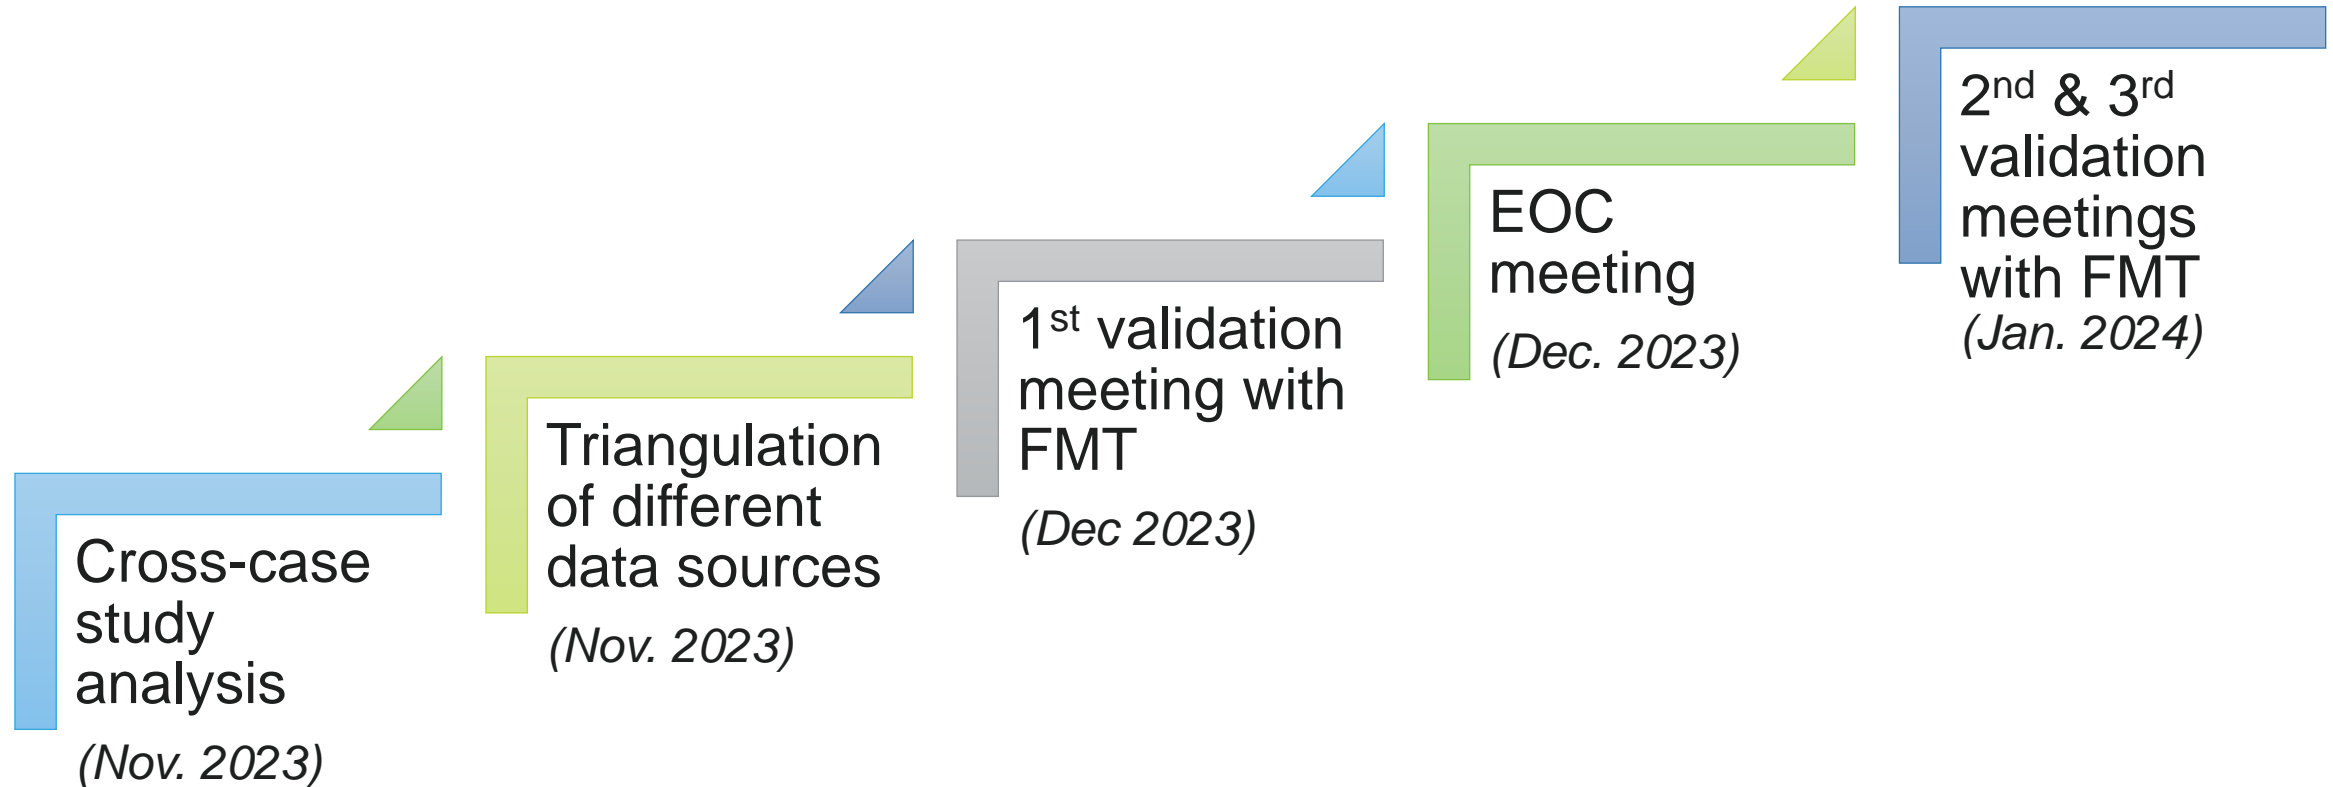 Cross-case
study
analysis
(Nov. 2023)
Triangulation
of different
data sources
(Nov. 2023)
1st validation
meeting with
FMT
(Dec 2023)
EOC
meeting
(Dec. 2023)
2nd & 3rd
validation
meetings
with FMT
(Jan. 2024)